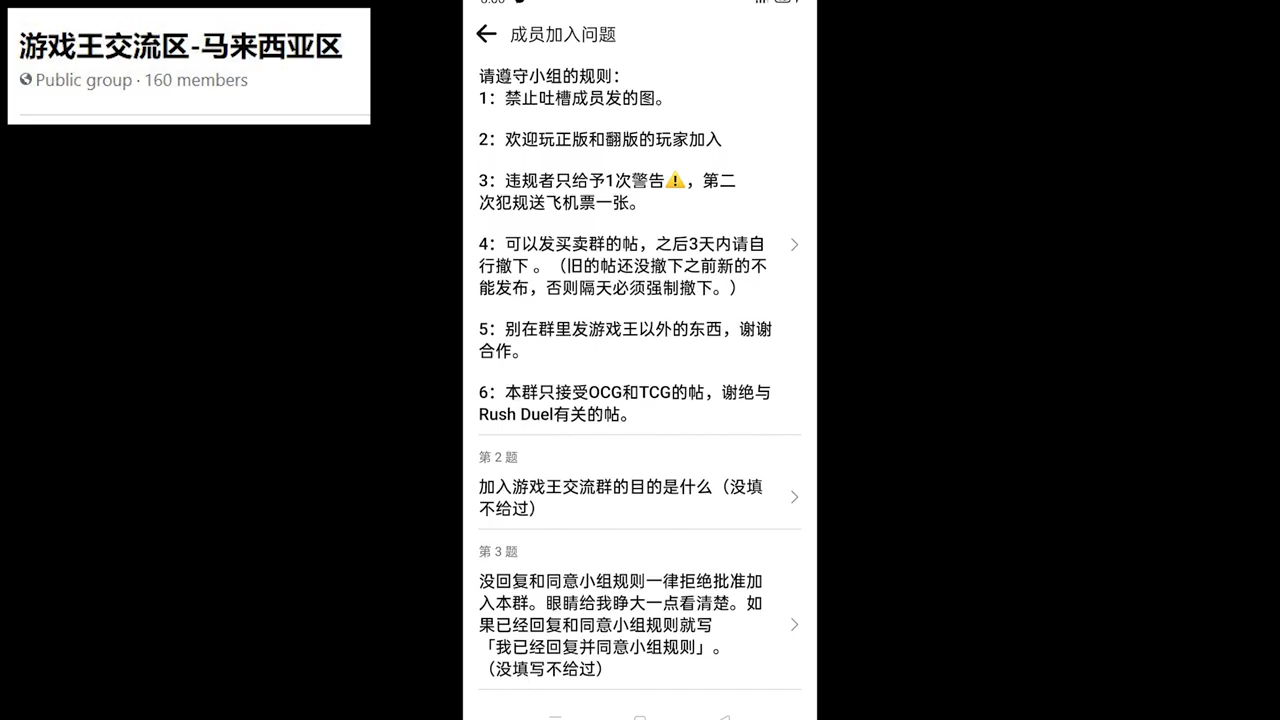 游戏王交流区-马来西亚区
Public group · 160 members
成员加入问题
请遵守小组的规则：
1：禁止吐槽成员发的图。
2：欢迎玩正版和翻版的玩家加入
3：违规者只给予1次警告⚠️，第二
次犯规送飞机票一张。
4：可以发买卖群的帖，之后3天内请自
行撤下 。（旧的帖还没撤下之前新的不
能发布，否则隔天必须强制撤下。）
5：别在群里发游戏王以外的东西，谢谢
合作。
6：本群只接受OCG和TCG的帖，谢绝与
Rush Duel有关的帖。
第 2 题
加入游戏王交流群的目的是什么（没填
不给过）
第 3 题
没回复和同意小组规则一律拒绝批准加
入本群。眼睛给我睁大一点看清楚。如
果已经回复和同意小组规则就写
「我已经回复并同意小组规则」。
（没填写不给过）